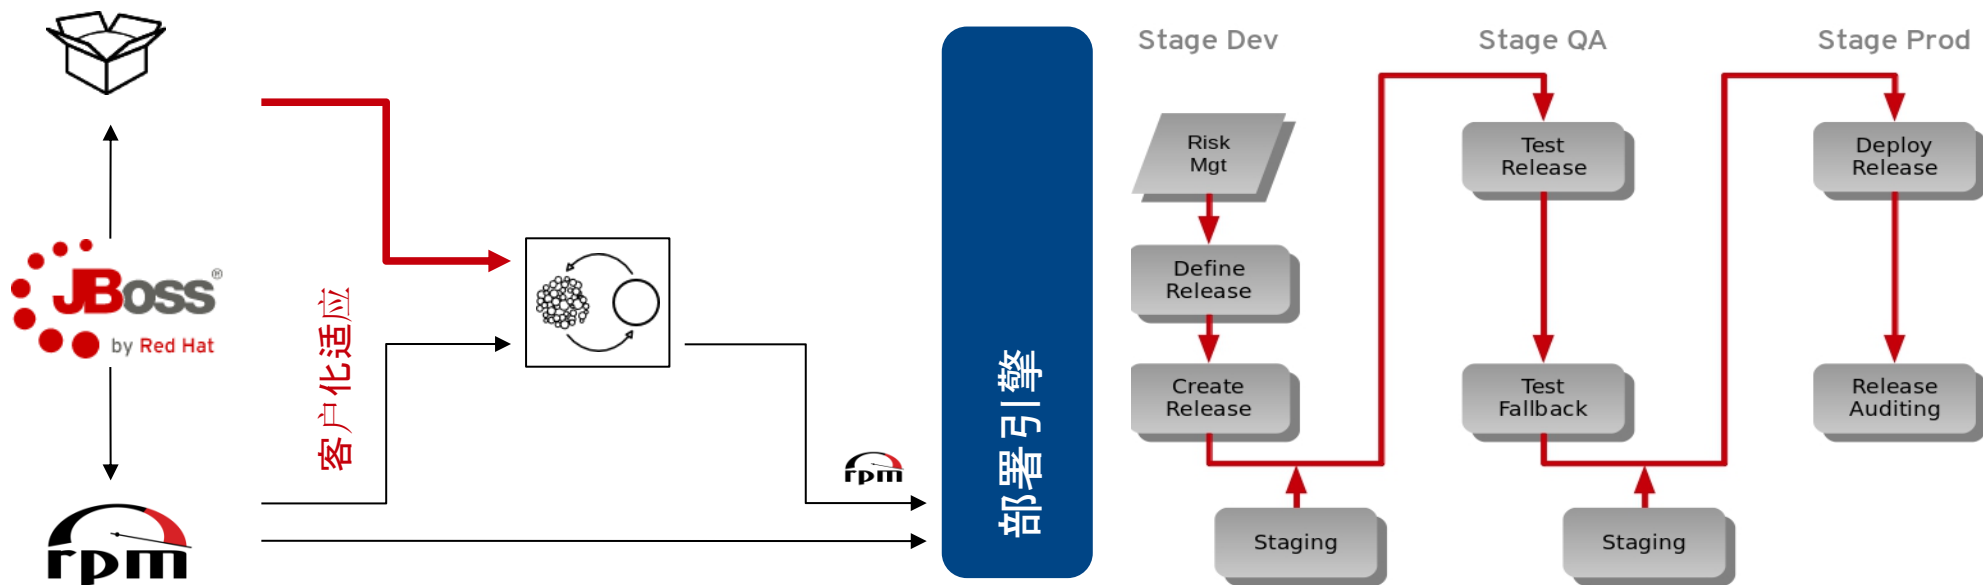 JBoss®
by Red Hat
rpm
客户化适应
rpm
部署引擎
Stage Dev
Stage QA
Stage Prod
Risk
Mgt
Define
Release
Create
Release
Staging
Test
Release
Test
Fallback
Staging
Deploy
Release
Release
Auditing